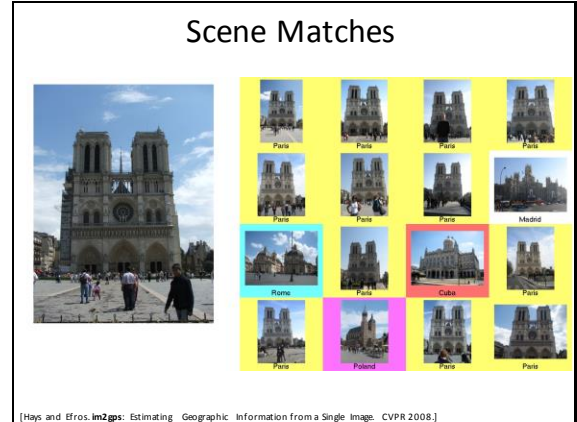 Scene Matches
Paris Paris Paris Paris
Paris Paris Paris Madrid
Rome Paris Cuba Paris
Paris Poland Paris Paris
[Hays and Efros. im2gps: Estimating Geographic Information from a Single Image. CVPR 2008.]